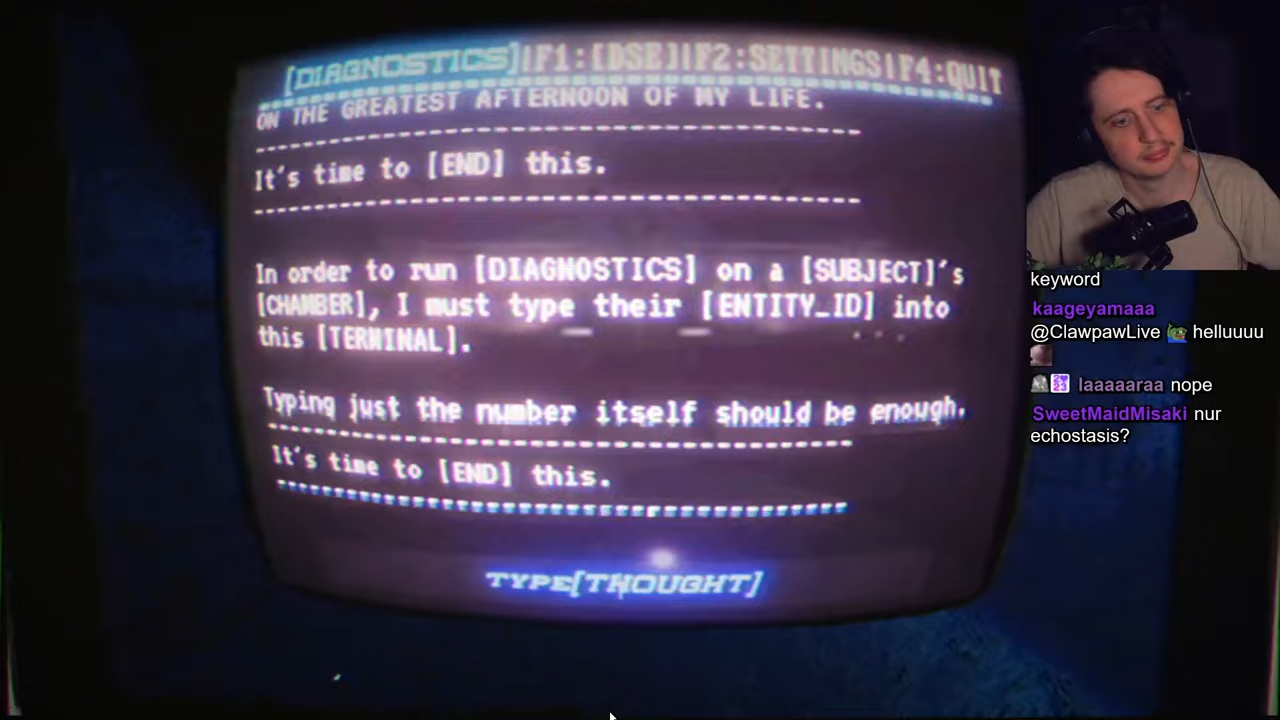 [DIAGNOSTICS]|F1:[DSE]|F2:SETTINGS|F4:QUIT
ON THE GREATEST AFTERNOON OF MY LIFE.
It's time to [END] this.
In order to run [DIAGNOSTICS] on a [SUBJECT]'s
[CHAMBER], I must type their [ENTITY_ID] into
this [TERMINAL].
Typing just the number itself should be enough.
It's time to [END] this.
TYPE[THOUGHT]
keyword
kaageyamaaa
@ClawpawLive helluuuu
laaaaaraa nope
SweetMaidMisaki nur
echostasis?